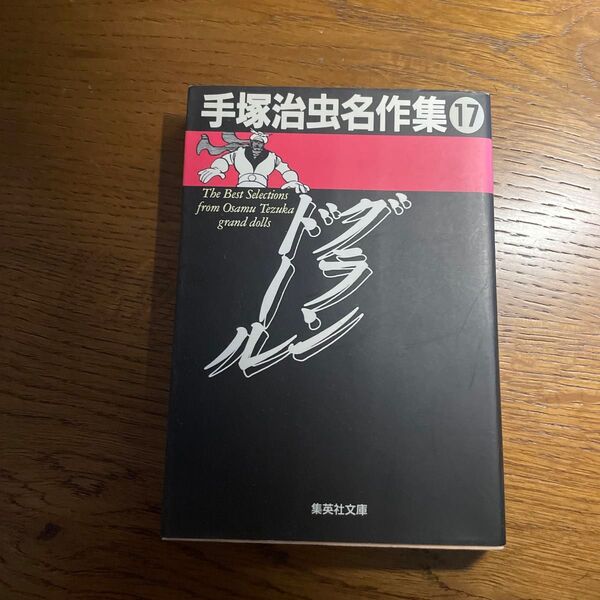 手塚治虫名作集⑰
The Best Selections
from Osamu Tezuka
grand dolls
グランドール
集英社文庫